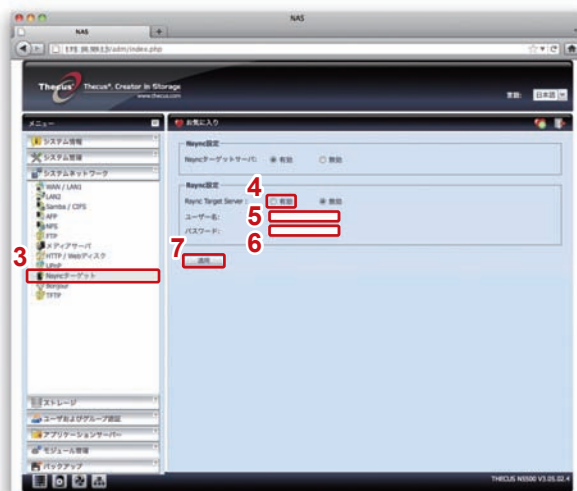 NAS
NAS
/adm/index.php
Thecus
Thecus®, Creator in Storage
www.thecus.com
言語:
日本語
メニュー
お気に入り
システム情報
システム管理
システムネットワーク
WAN / LAN1
LAN2
Samba / CIFS
AFP
NFS
FTP
メディアサーバ
HTTP / Webディスク
UPnP
3
Nsyncターゲット
Bonjour
TFTP
Nsync設定
Nsyncターゲットサーバ:
有効
無効
Rsync設定
4
Rsync Target Server :
有効
無効
5
ユーザー名:
パスワード:
6
7
適用
ストレージ
ユーザおよびグループ認証
アプリケーションサーバー
モジュール管理
バックアップ
THECUS N5500 V3.05.02.4